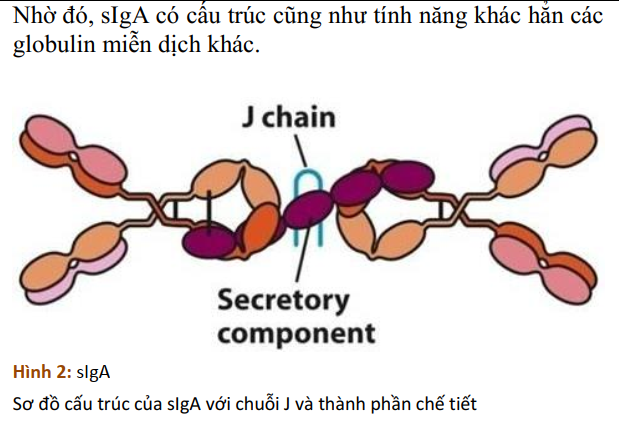 Nhờ đó, sIgA có cấu trúc cũng như tính năng khác hẳn các
globulin miễn dịch khác.
J chain
Secretory
component
Hình 2: sIgA
Sơ đồ cấu trúc của sIgA với chuỗi J và thành phần chế tiết